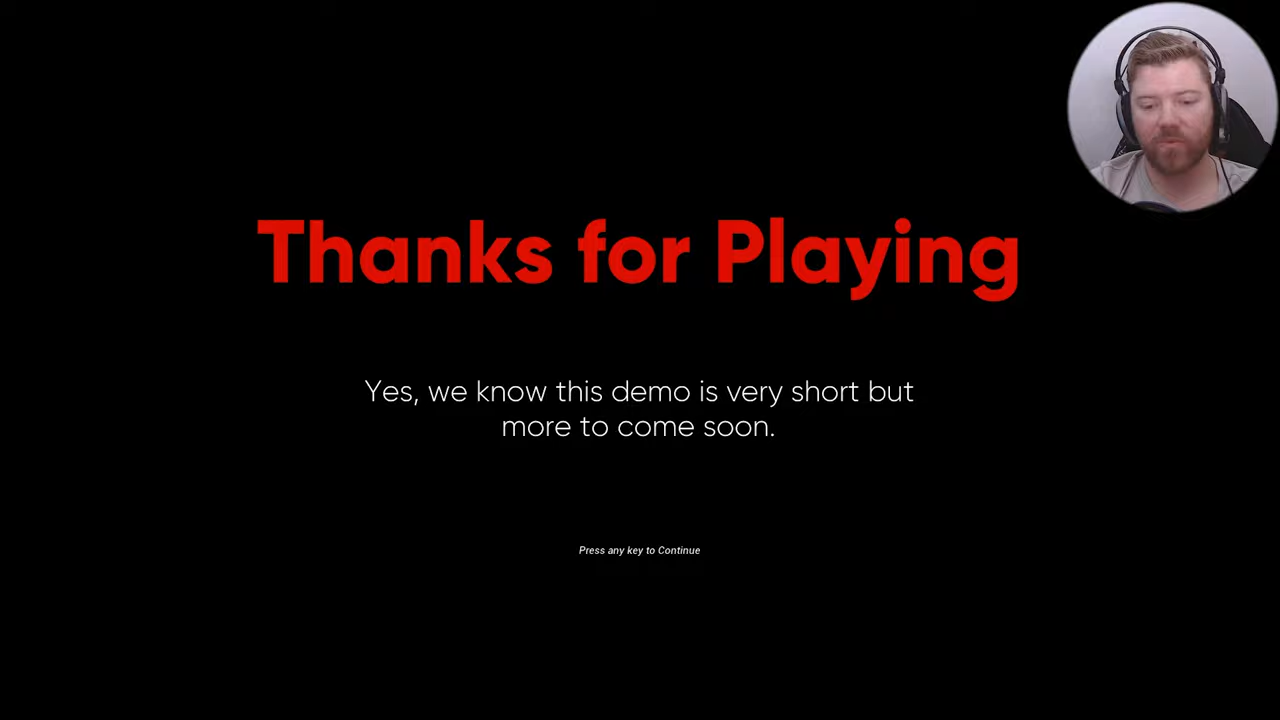 Thanks for Playing
Yes, we know this demo is very short but
more to come soon.
Press any key to Continue